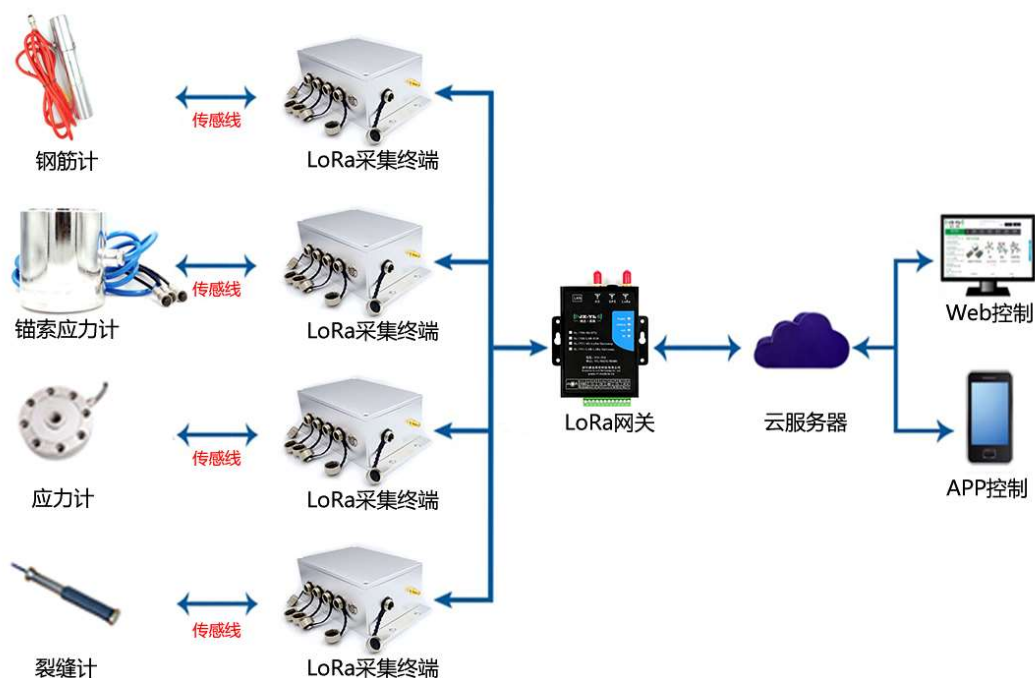 传感线
钢筋计
LoRa采集终端
传感线
锚索应力计
LoRa采集终端
Web控制
LoRa网关
云服务器
传感线
应力计
LoRa采集终端
APP控制
传感线
裂缝计
LoRa采集终端